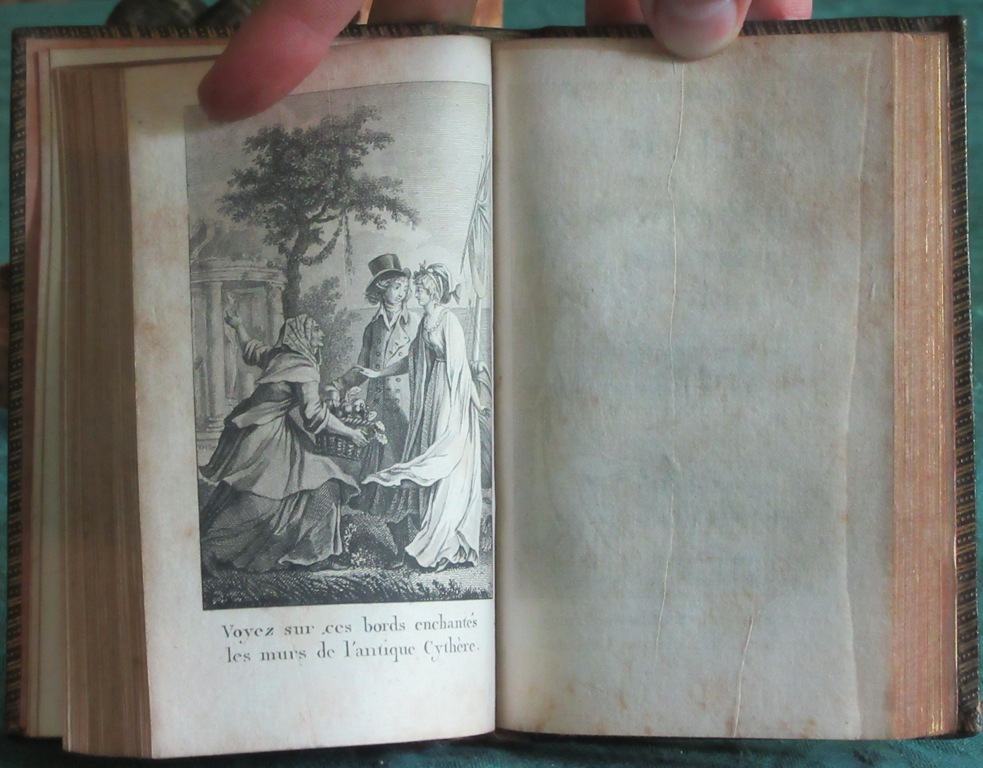 Voyez sur ces bords enchantés
les murs de l'antique Cythère.